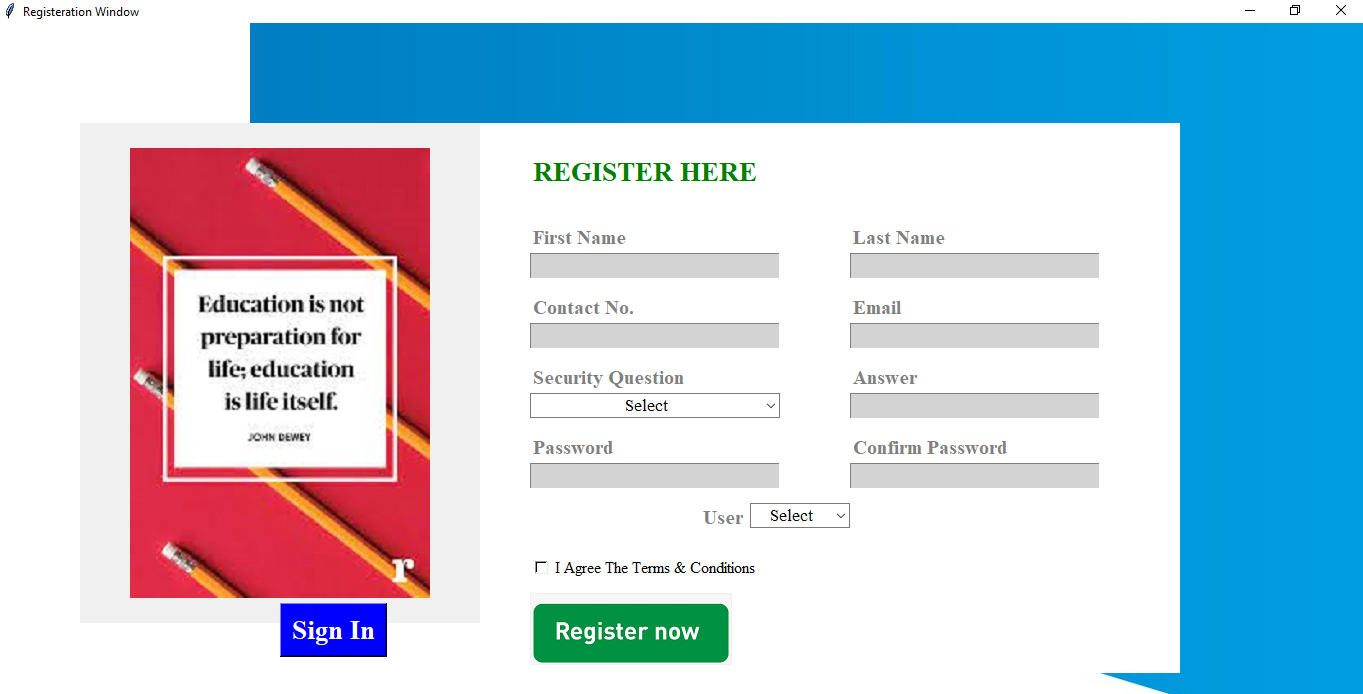 Registeration Window
Education is not
preparation for
life; education
is life itself.
JOHN DEWEY
r
Sign In
REGISTER HERE
First Name
Last Name
Contact No.
Email
Security Question
Answer
Select
Password
Confirm Password
User
Select
I Agree The Terms & Conditions
Register now